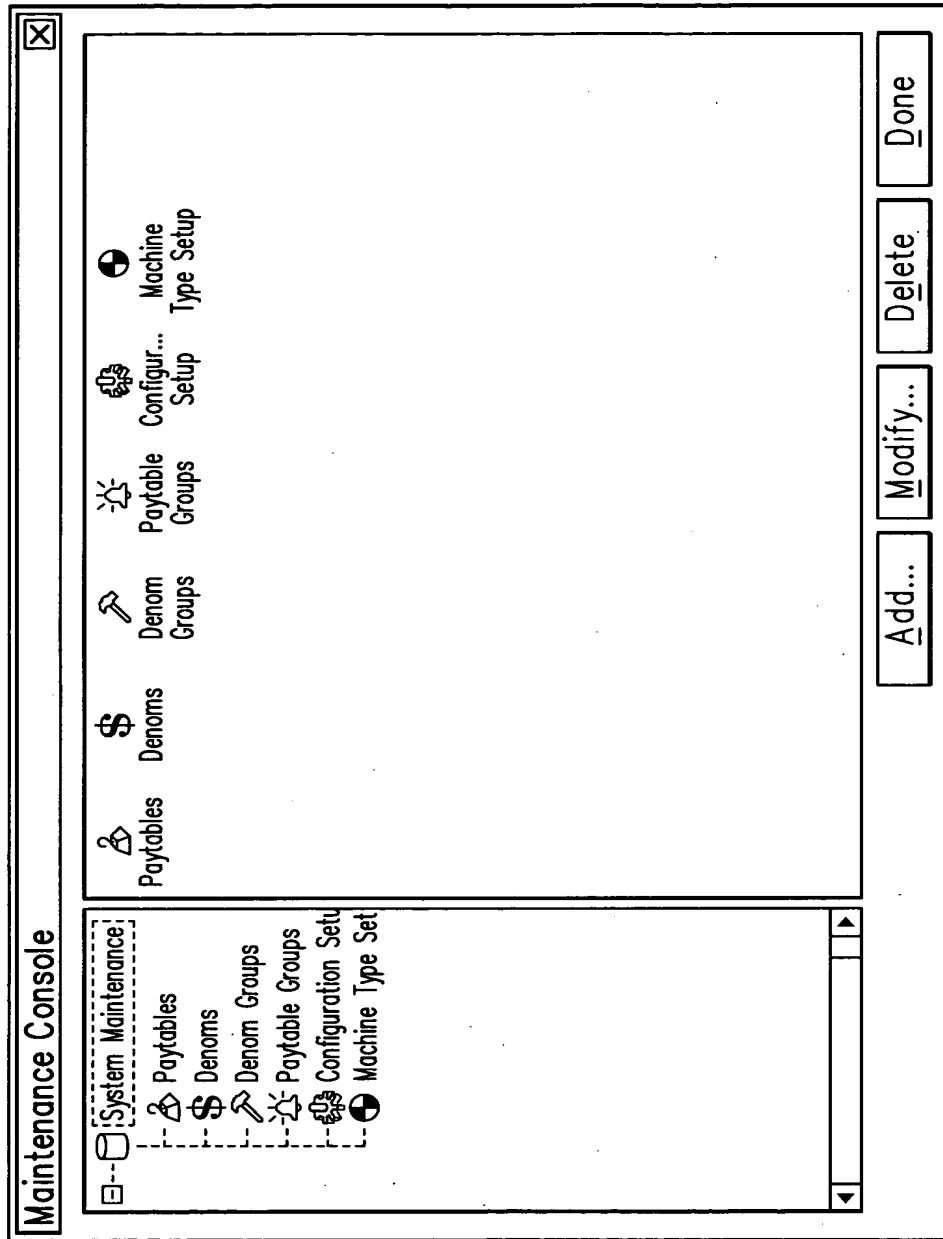 Maintenance Console
System Maintenance
Paytables
$ Denoms
Denom Groups
Paytable Groups
Configuration Setu
Machine Type Set
Paytables
$
Denoms
Denom
Groups
Paytable
Groups
Configur...
Setup
Machine
Type Setup
Add...
Modify...
Delete
Done